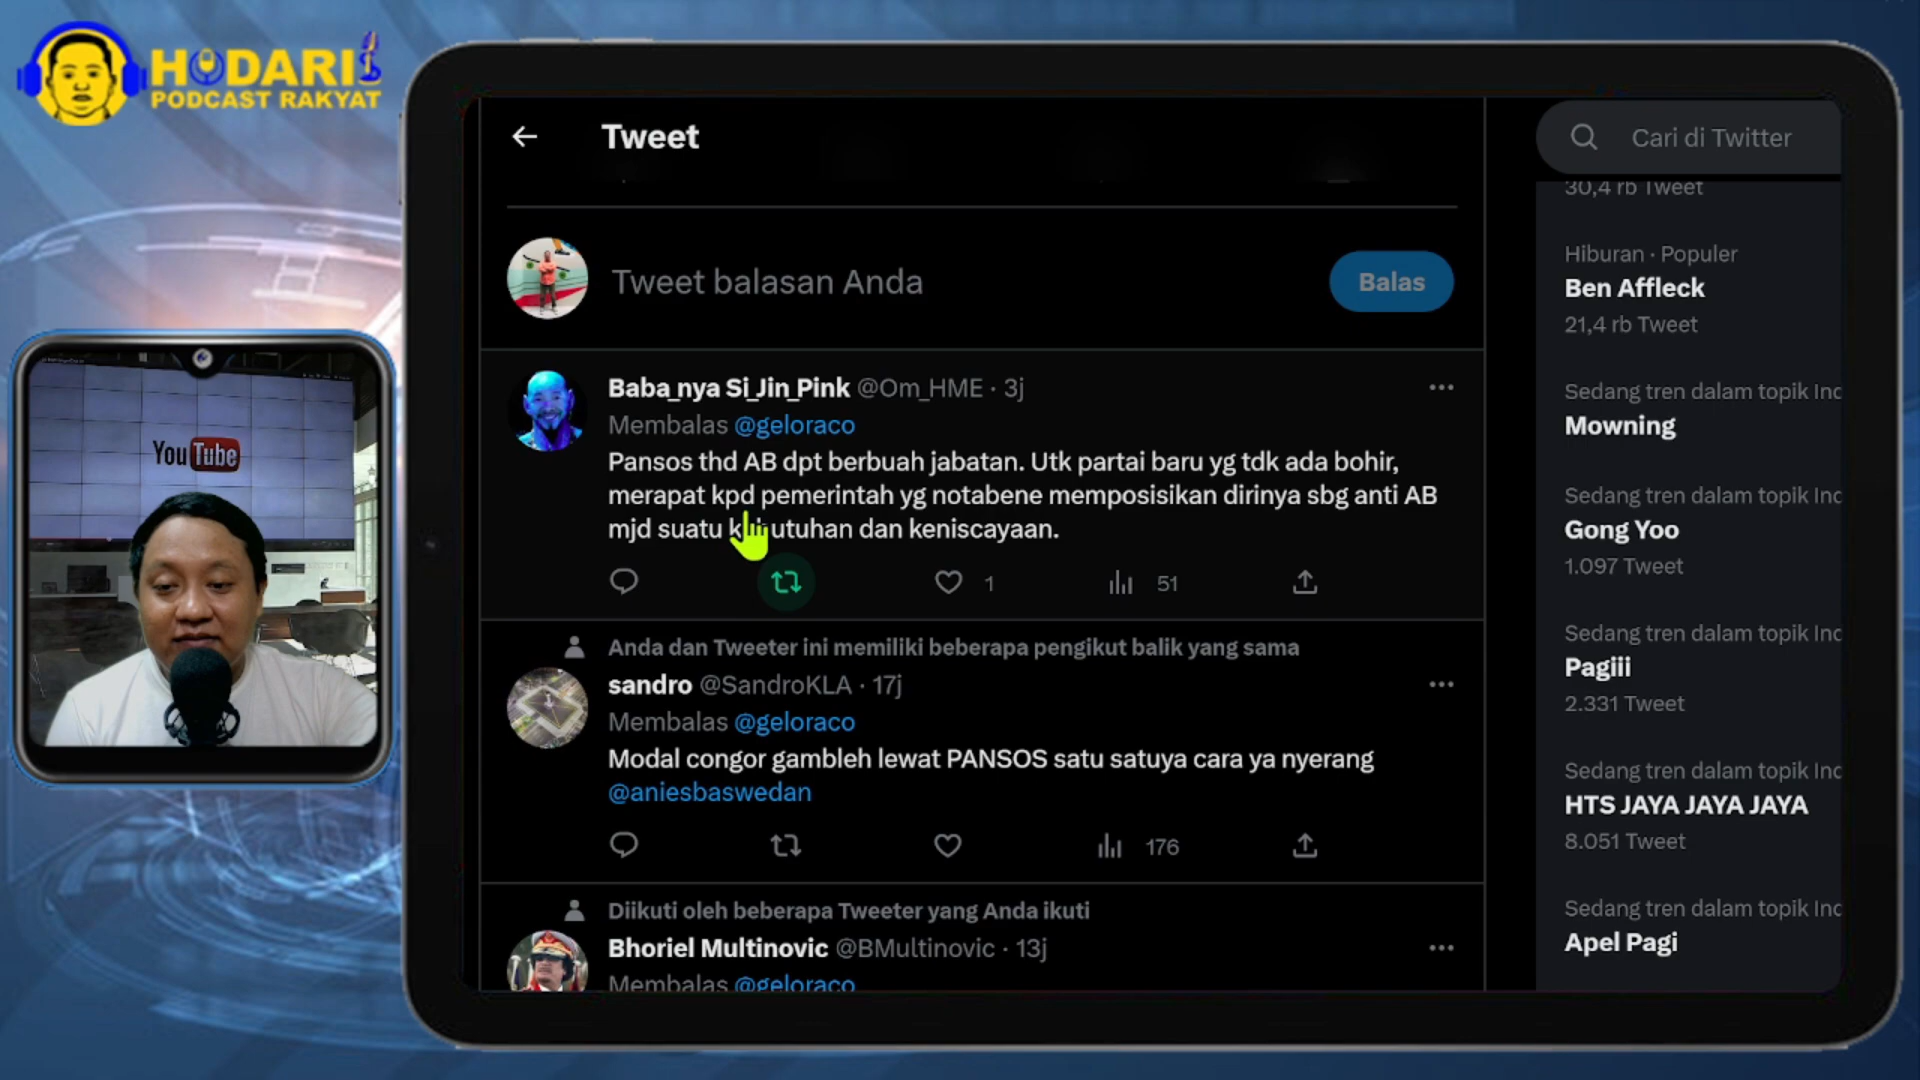 HODARI
PODCAST RAKYAT
YouTube
Tweet
Tweet balasan Anda
Balas
Baba_nya Si_Jin_Pink @Om_HME · 3j
Membalas @geloraco
Pansos thd AB dpt berbuah jabatan. Utk partai baru yg tdk ada bohir,
merapat kpd pemerintah yg notabene memposisikan dirinya sbg anti AB
mjd suatu utuhan dan keniscayaan.
1
51
Anda dan Tweeter ini memiliki beberapa pengikut balik yang sama
sandro @SandroKLA · 17j
Membalas @geloraco
Modal congor gambleh lewat PANSOS satu satuya cara ya nyerang
@aniesbaswedan
176
Diikuti oleh beberapa Tweeter yang Anda ikuti
Bhoriel Multinovic @BMultinovic · 13j
Membalas @geloraco
Cari di Twitter
30,4 rb Tweet
Hiburan · Populer
Ben Affleck
21,4 rb Tweet
Sedang tren dalam topik Inc
Mowning
Sedang tren dalam topik Inc
Gong Yoo
1.097 Tweet
Sedang tren dalam topik Inc
Pagiii
2.331 Tweet
Sedang tren dalam topik Inc
HTS JAYA JAYA JAYA
8.051 Tweet
Sedang tren dalam topik Inc
Apel Pagi